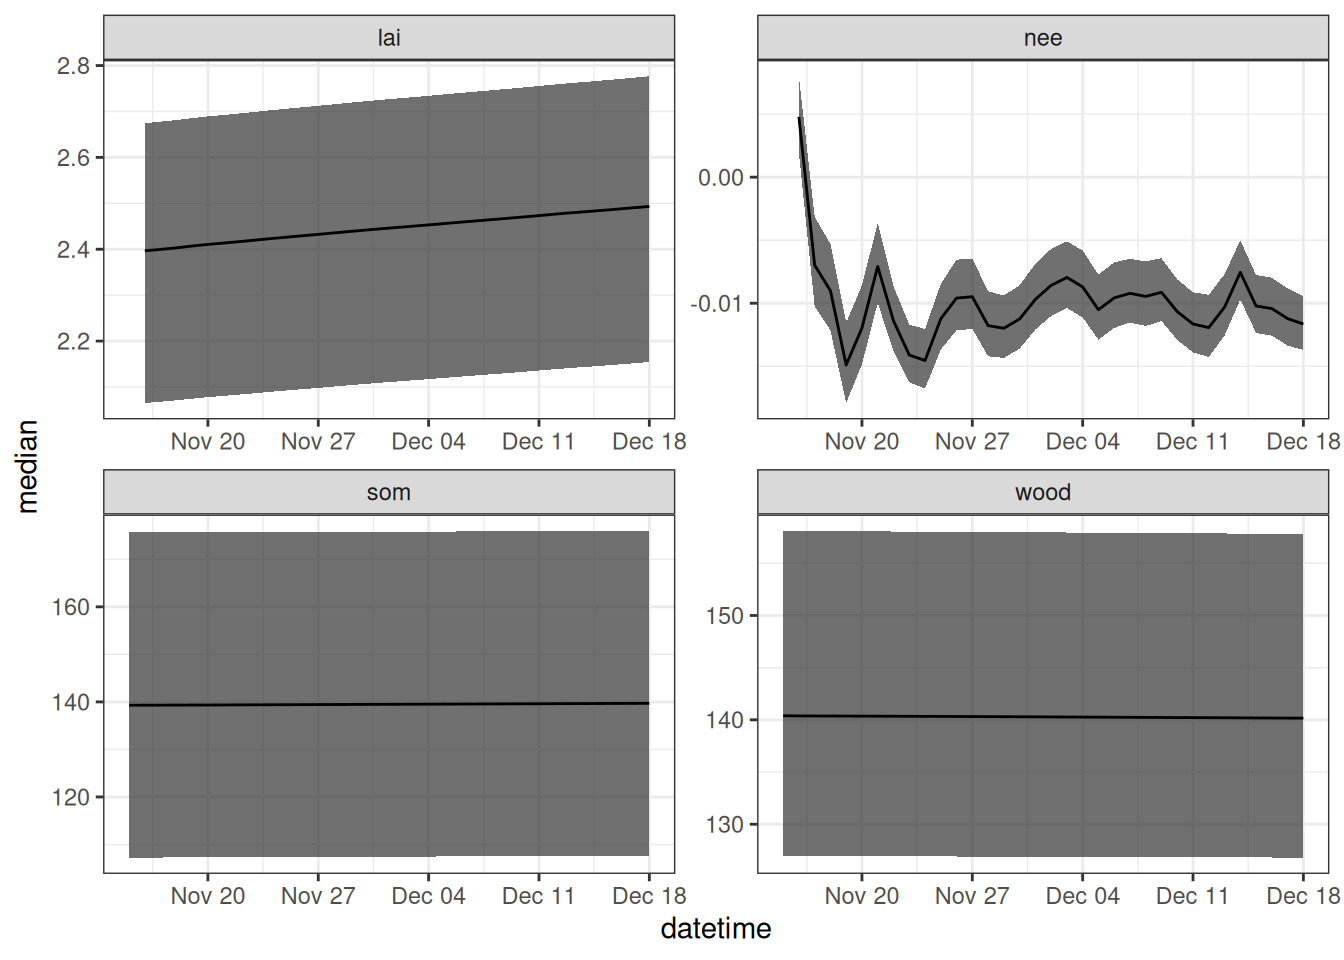 lai
nee
2.8
2.6
2.4
2.2
0.00
-0.01
Nov 20 Nov 27 Dec 04 Dec 11 Dec 18
Nov 20 Nov 27 Dec 04 Dec 11 Dec 18
median
som
wood
160
140
120
150
140
130
Nov 20 Nov 27 Dec 04 Dec 11 Dec 18
Nov 20 Nov 27 Dec 04 Dec 11 Dec 18
datetime